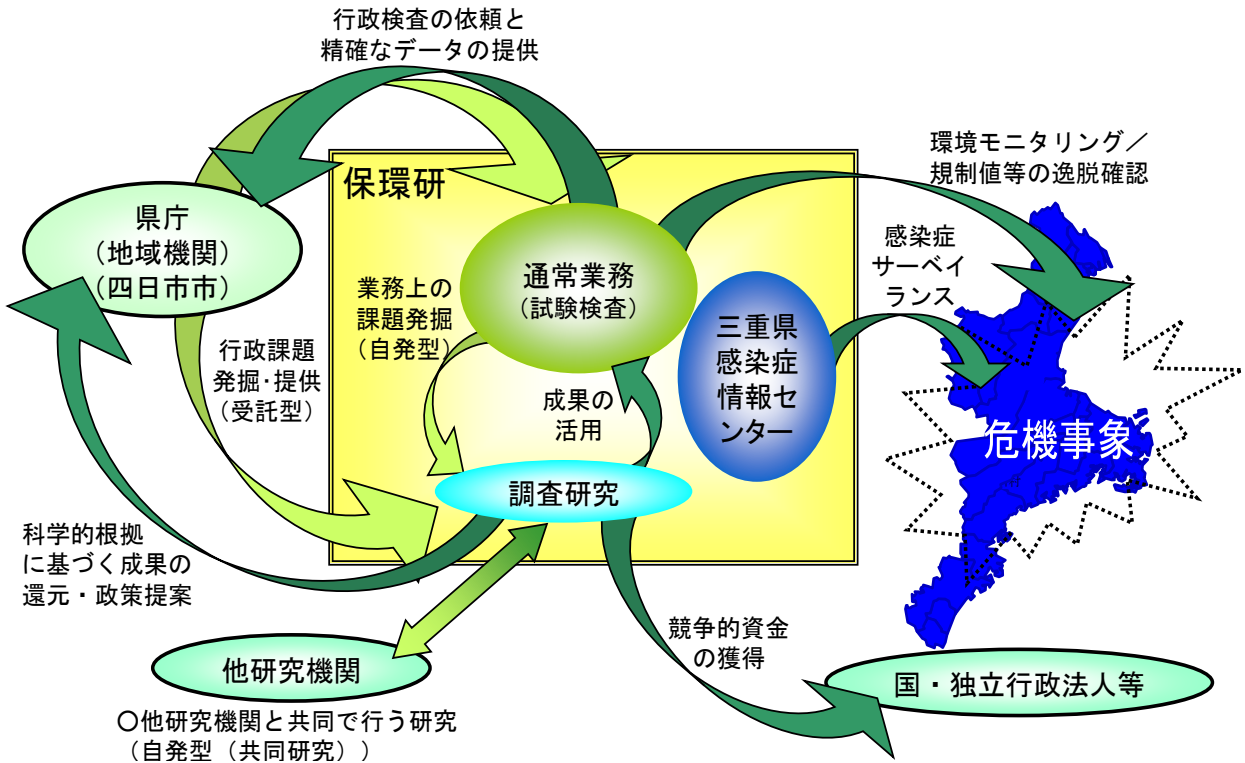 行政検査の依頼と
精確なデータの提供
環境モニタリング／
規制値等の逸脱確認
保環研
県庁
（地域機関）
（四日市市）
通常業務
（試験検査）
感染症
サーベイ
ランス
業務上の
課題発掘
（自発型）
三重県
感染症
情報セ
ンター
行政課題
発掘・提供
（受託型）
成果の
活用
危機事象
調査研究
科学的根拠
に基づく成果の
還元・政策提案
競争的資金
の獲得
他研究機関
国・独立行政法人等
〇他研究機関と共同で行う研究
（自発型（共同研究））